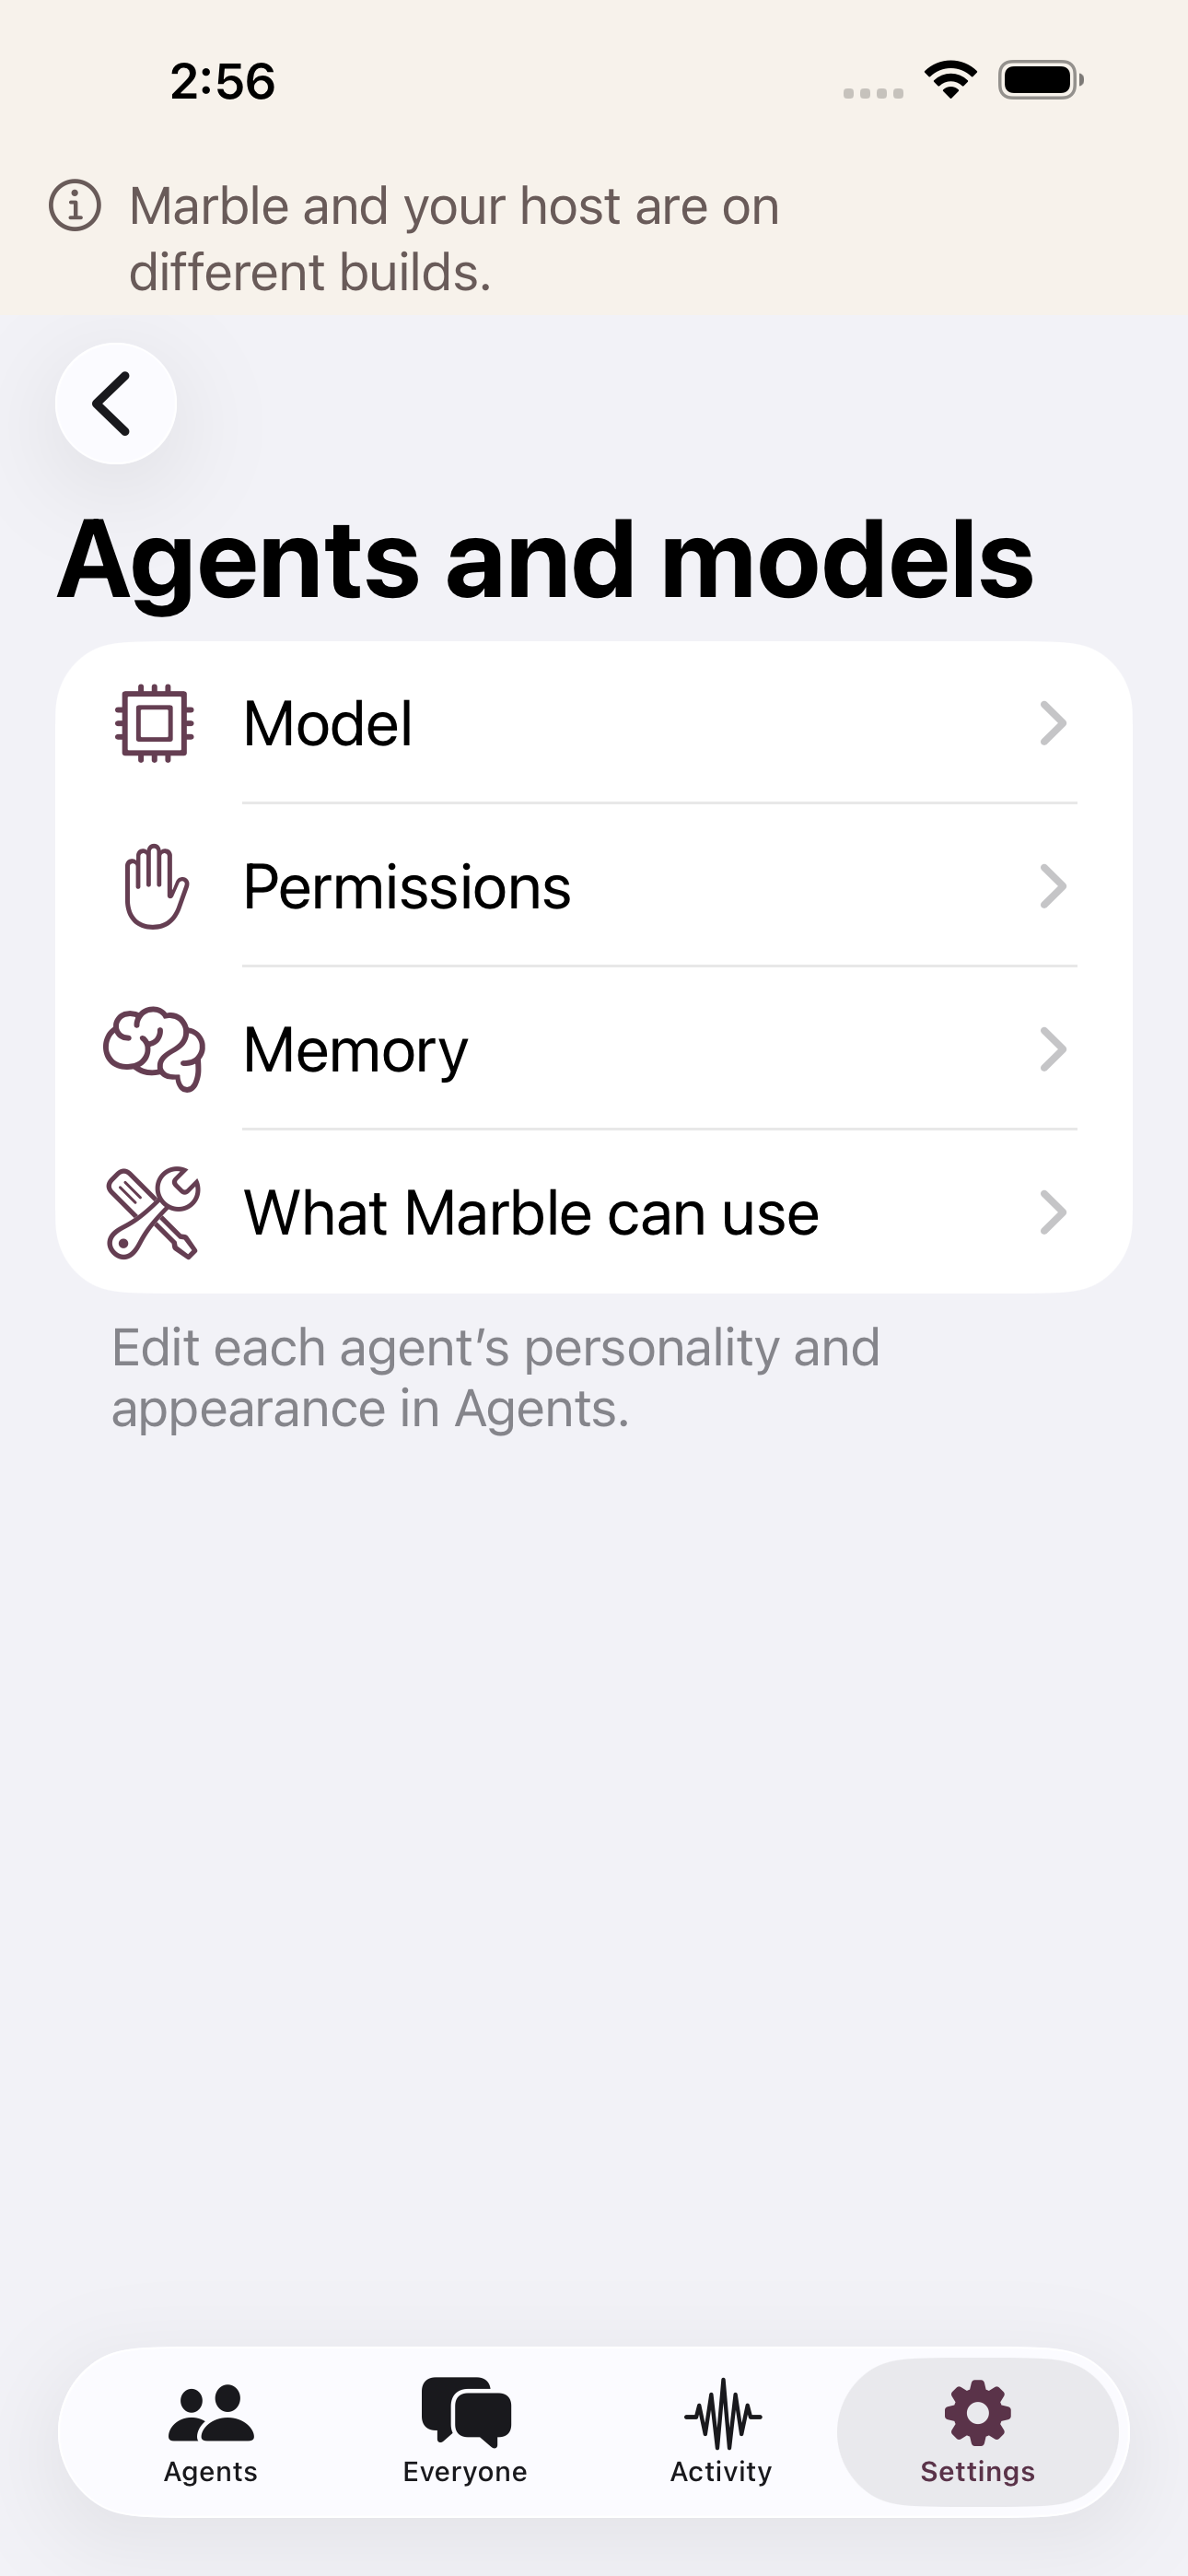 2:56
Marble and your host are on
different builds.
Agents and models
Model
Permissions
Memory
What Marble can use
Edit each agent’s personality and
appearance in Agents.
Agents
Everyone
Activity
Settings